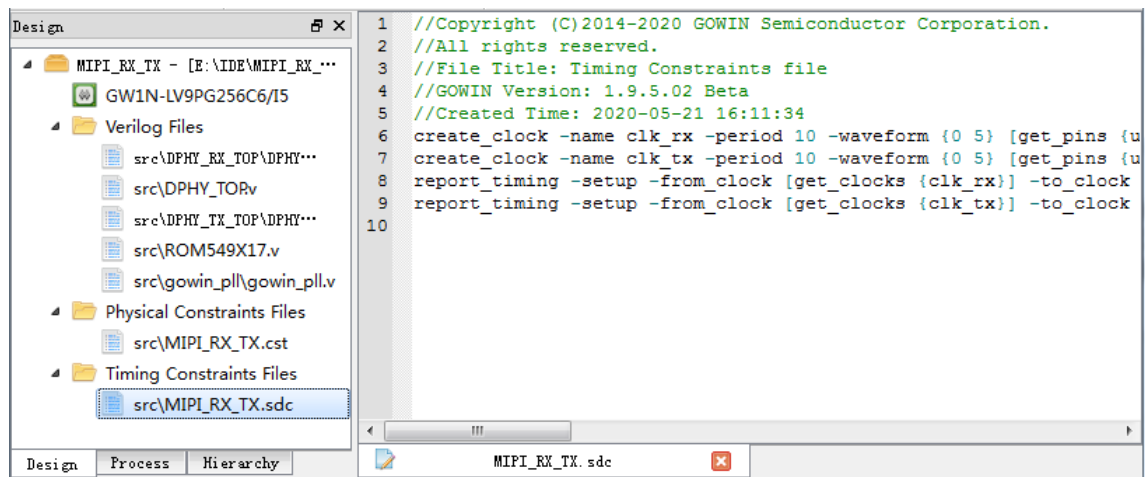 Design
MIPI_RX_TX - [E:\IDE\MIPI_RX_...
GW1N-LV9PG256C6/I5
Verilog Files
src\DPHY_RX_TOP\DPHY...
src\DPHY_TOP.v
src\DPHY_TX_TOP\DPHY...
src\ROM549X17.v
src\gowin_pll\gowin_pll.v
Physical Constraints Files
src\MIPI_RX_TX.cst
Timing Constraints Files
src\MIPI_RX_TX.sdc
Design Process Hierarchy
1 //Copyright (C)2014-2020 GOWIN Semiconductor Corporation.
2 //All rights reserved.
3 //File Title: Timing Constraints file
4 //GOWIN Version: 1.9.5.02 Beta
5 //Created Time: 2020-05-21 16:11:34
6 create_clock -name clk_rx -period 10 -waveform {0 5} [get_pins {u
7 create_clock -name clk_tx -period 10 -waveform {0 5} [get_pins {u
8 report_timing -setup -from_clock [get_clocks {clk_rx}] -to_clock
9 report_timing -setup -from_clock [get_clocks {clk_tx}] -to_clock
10
MIPI_RX_TX.sdc